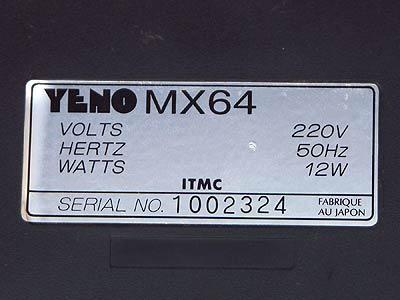 YENO MX64
VOLTS 220V
HERTZ 50Hz
WATTS 12W
ITMC
SERIAL NO. 1002324 FABRIQUE
AU JAPON